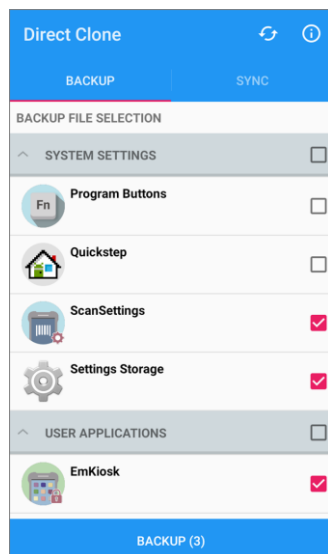 Direct Clone
BACKUP
SYNC
BACKUP FILE SELECTION
SYSTEM SETTINGS
Fn
Program Buttons
Quickstep
ScanSettings
Settings Storage
USER APPLICATIONS
EmKiosk
BACKUP (3)